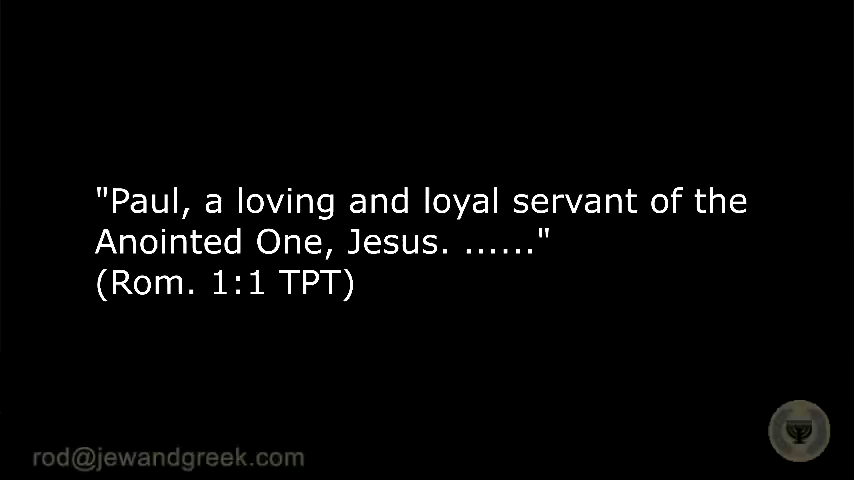 "Paul, a loving and loyal servant of the
Anointed One, Jesus. ......"
(Rom. 1:1 TPT)
rod@jewandgreek.com